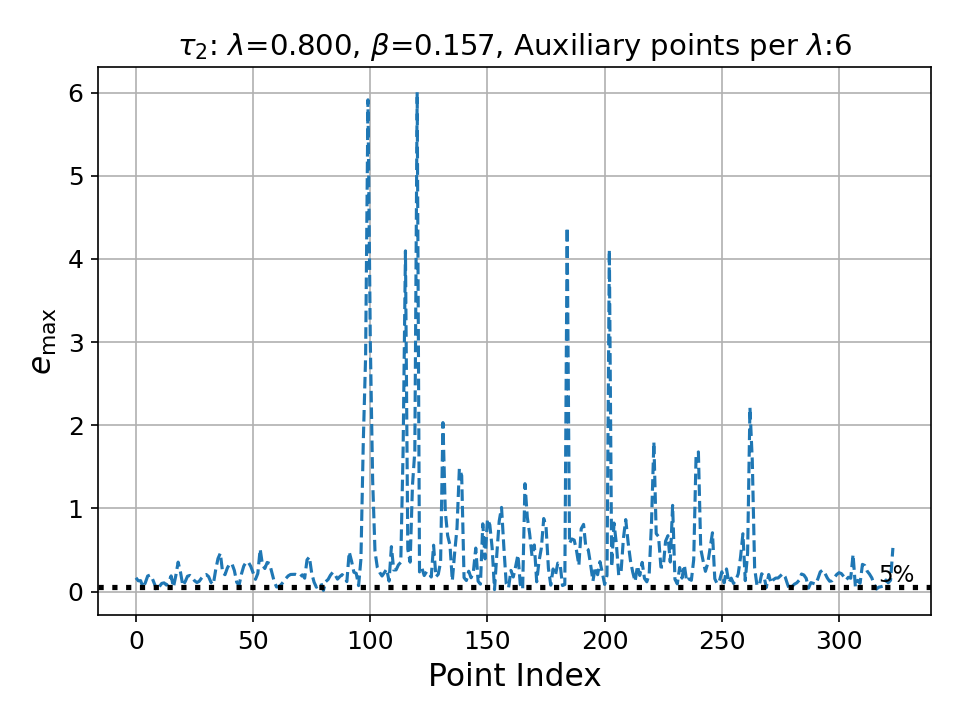 τ₂: λ=0.800, β=0.157, Auxiliary points per λ:6
6
5
4
3
2
1
0
e_max
5%
0 50 100 150 200 250 300
Point Index